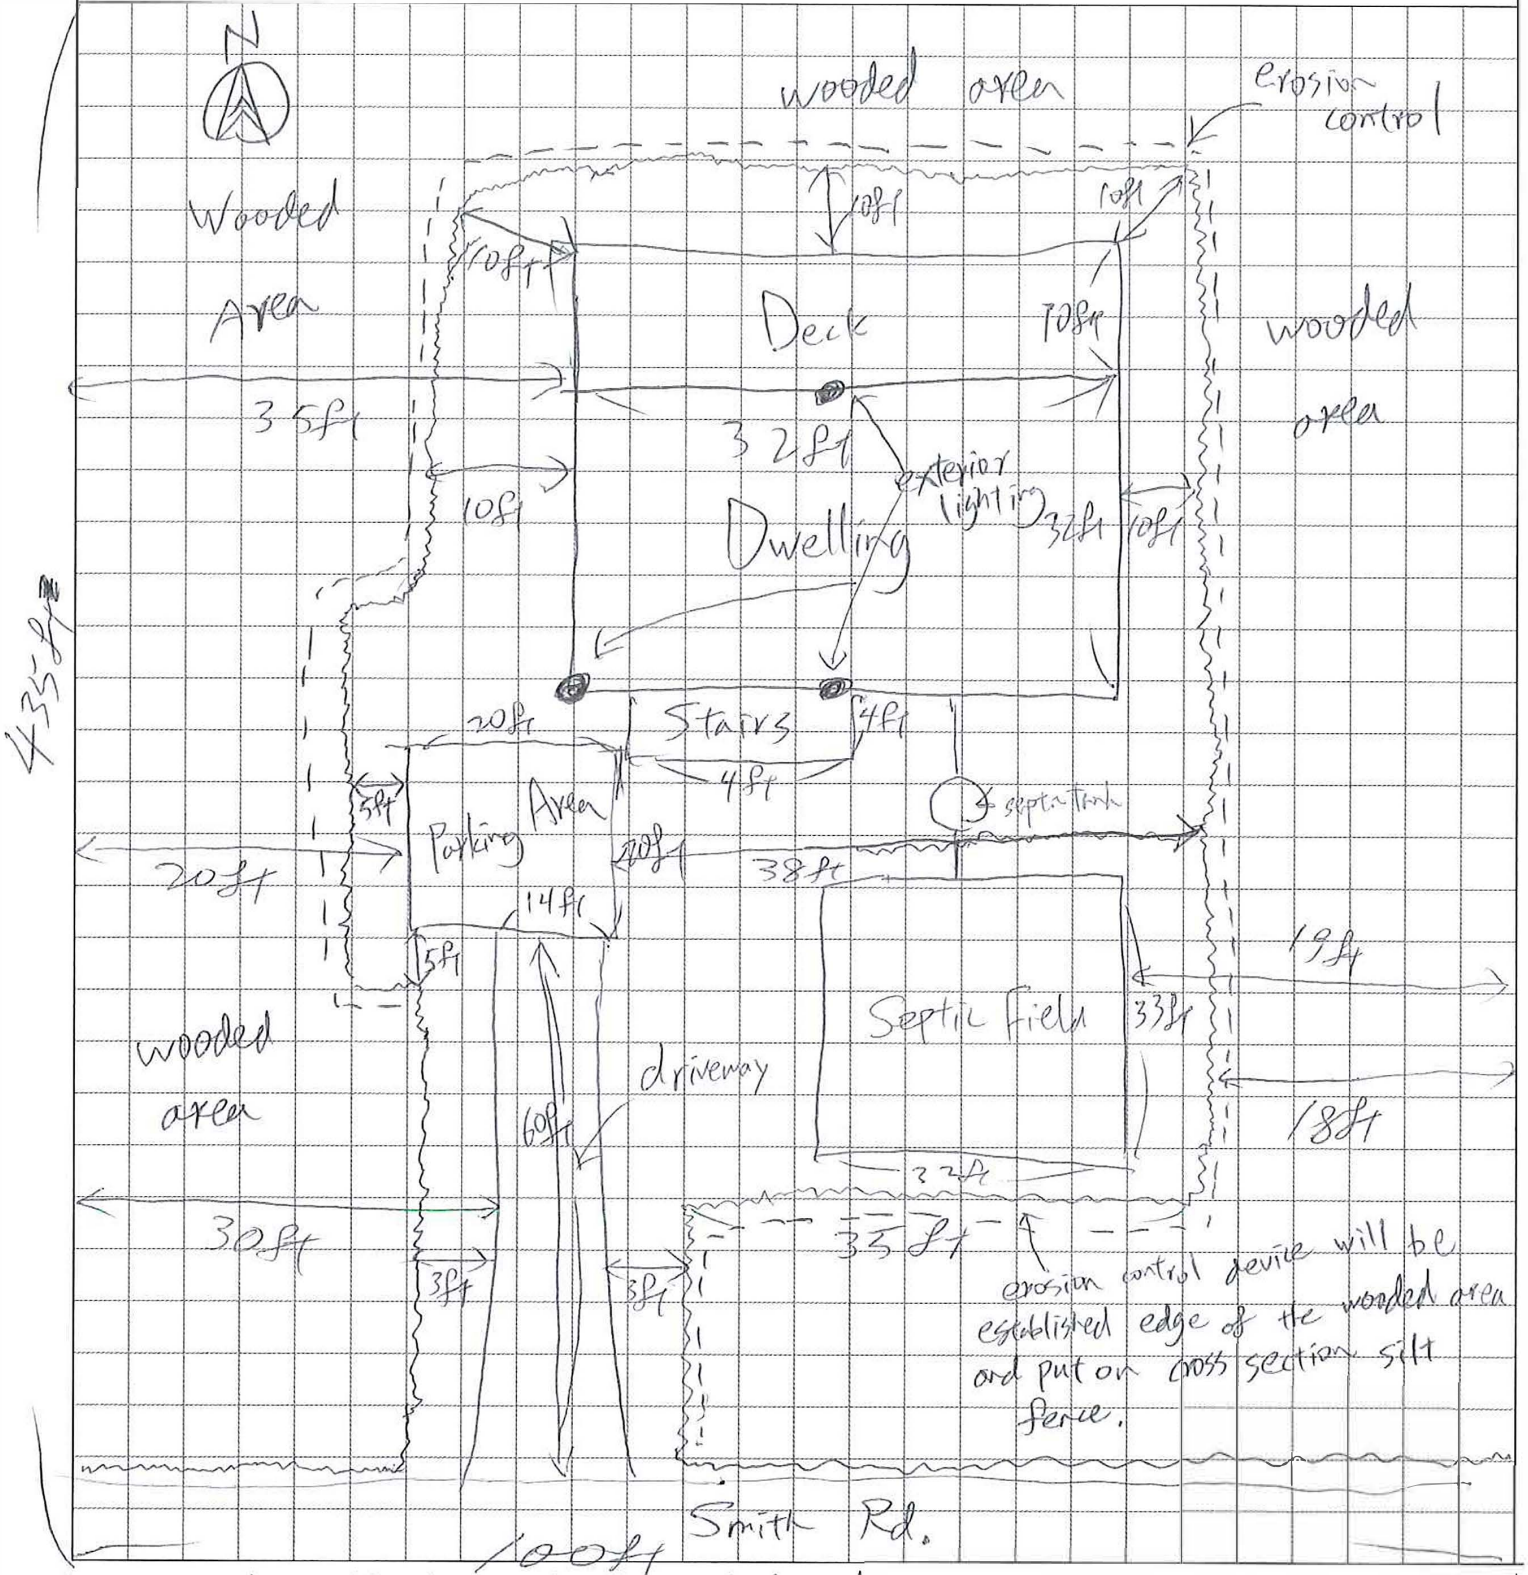 N
wooded area
erosion
control
Wooded
Area
10ft
10ft
10ft
Deck
10ft
wooded
area
35ft
32ft
exterior
lighting
10ft
Dwelling
32ft
10ft
435ft
20ft
Stairs
4ft
4ft
5ft
Parking Area
septic Tank
20ft
20ft
38ft
14ft
5ft
19ft
Septic Field
33ft
wooded
area
driveway
60ft
18ft
32ft
30ft
35ft
3ft
3ft
erosion control device will be
established edge of the wooded area
and put on cross section silt
fence.
Smith Rd.
100ft